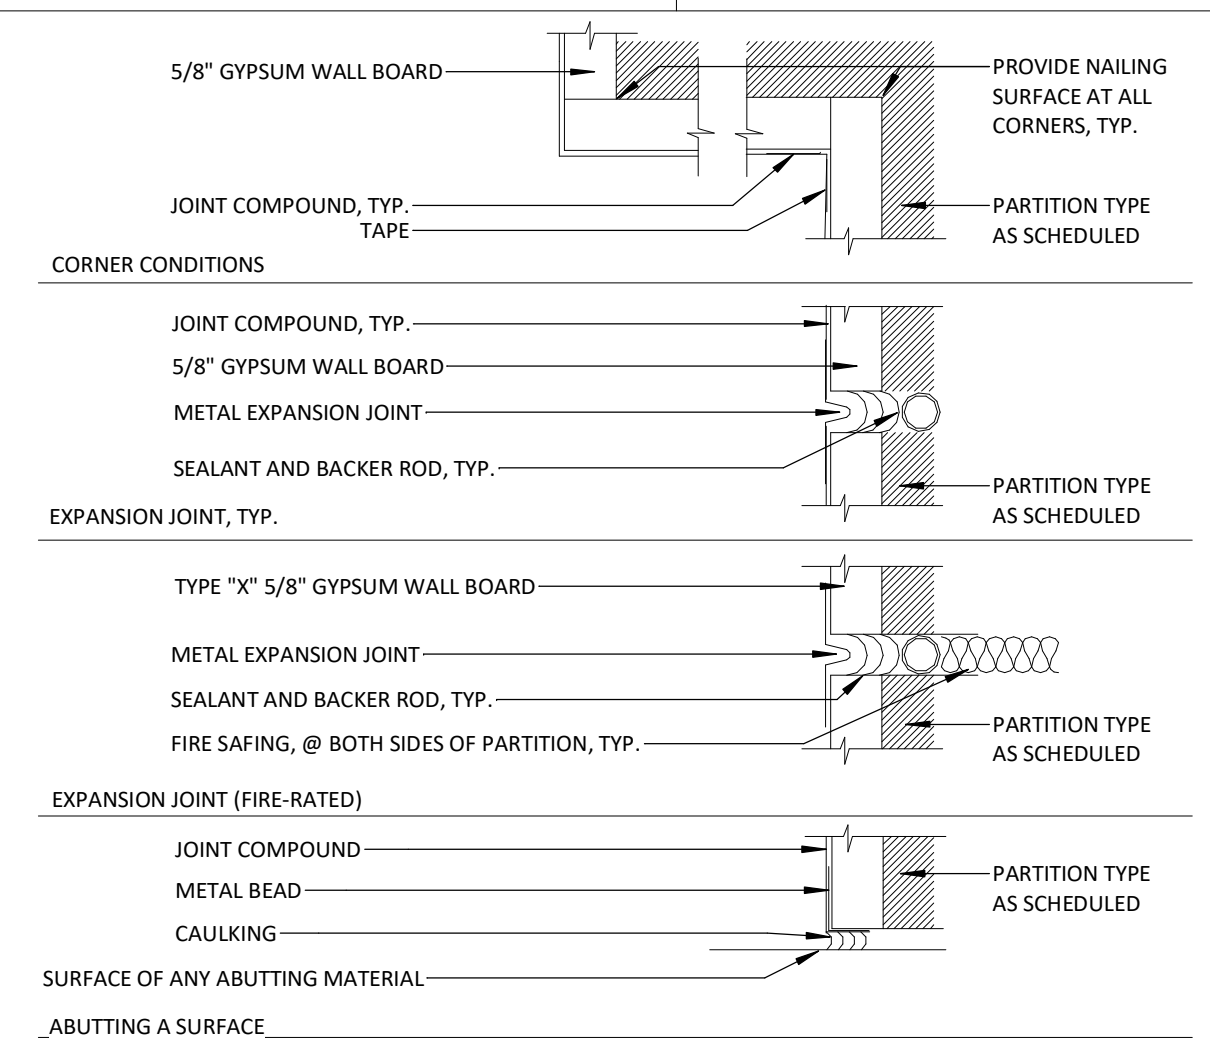 5/8" GYPSUM WALL BOARD
PROVIDE NAILING
SURFACE AT ALL
CORNERS, TYP.
JOINT COMPOUND, TYP.
TAPE
PARTITION TYPE
AS SCHEDULED
CORNER CONDITIONS
JOINT COMPOUND, TYP.
5/8" GYPSUM WALL BOARD
METAL EXPANSION JOINT
SEALANT AND BACKER ROD, TYP.
PARTITION TYPE
AS SCHEDULED
EXPANSION JOINT, TYP.
TYPE "X" 5/8" GYPSUM WALL BOARD
METAL EXPANSION JOINT
SEALANT AND BACKER ROD, TYP.
FIRE SAFING, @ BOTH SIDES OF PARTITION, TYP.
PARTITION TYPE
AS SCHEDULED
EXPANSION JOINT (FIRE-RATED)
JOINT COMPOUND
METAL BEAD
CAULKING
PARTITION TYPE
AS SCHEDULED
SURFACE OF ANY ABUTTING MATERIAL
ABUTTING A SURFACE